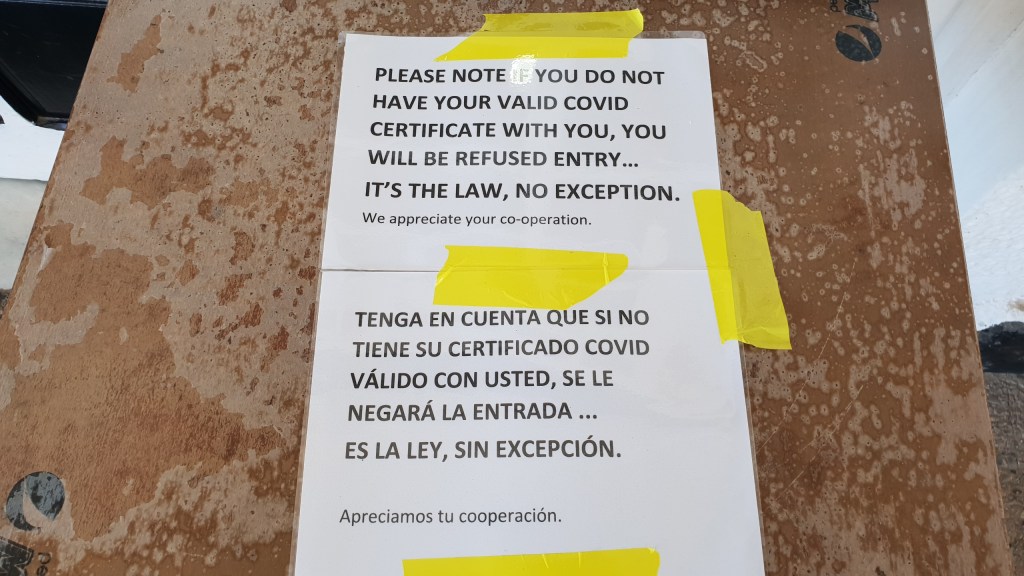 PLEASE NOTE IF YOU DO NOT
HAVE YOUR VALID COVID
CERTIFICATE WITH YOU, YOU
WILL BE REFUSED ENTRY...
IT'S THE LAW, NO EXCEPTION.
We appreciate your co-operation.
TENGA EN CUENTA QUE SI NO
TIENE SU CERTIFICADO COVID
VÁLIDO CON USTED, SE LE
NEGARÁ LA ENTRADA ...
ES LA LEY, SIN EXCEPCIÓN.
Apreciamos tu cooperación.